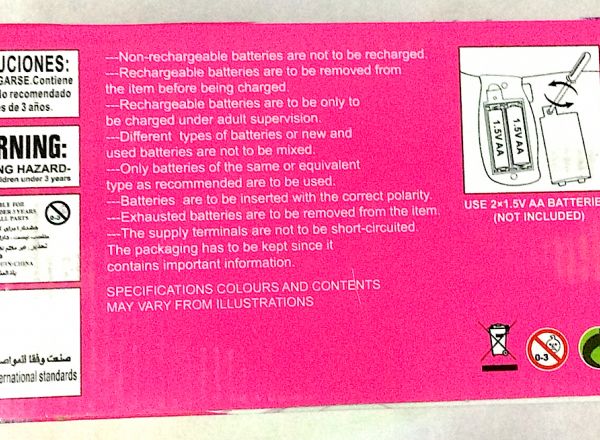 UCIONES:
GARSE.Contiene
lo recomendado
es de 3 años.
RNING:
NG HAZARD-
ildren under 3 years
0-3
ernational standards
---Non-rechargeable batteries are not to be recharged.
---Rechargeable batteries are to be removed from
the item before being charged.
---Rechargeable batteries are to be only to
be charged under adult supervision.
---Different types of batteries or new and
used batteries are not to be mixed.
---Only batteries of the same or equivalent
type as recommended are to be used.
---Batteries are to be inserted with the correct polarity.
---Exhausted batteries are to be removed from the item.
---The supply terminals are not to be short-circuited.
The packaging has to be kept since it
contains important information.
SPECIFICATIONS COLOURS AND CONTENTS
MAY VARY FROM ILLUSTRATIONS
1.5V AA
1.5V AA
USE 2×1.5V AA BATTERIE
(NOT INCLUDED)
0-3